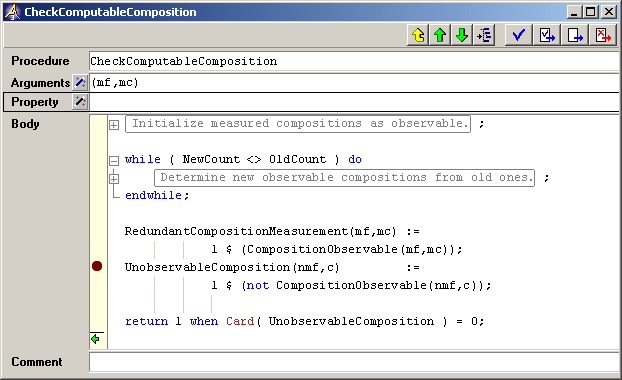 CheckComputableComposition
Procedure CheckComputableComposition
Arguments (mf,mc)
Property
Body Initialize measured compositions as observable. ;
while ( NewCount <> OldCount ) do
Determine new observable compositions from old ones. ;
endwhile;
RedundantCompositionMeasurement(mf,mc) :=
1 $ (CompositionObservable(mf,mc));
UnobservableComposition(nmf,c) :=
1 $ (not CompositionObservable(nmf,c));
return 1 when Card( UnobservableComposition ) = 0;
Comment